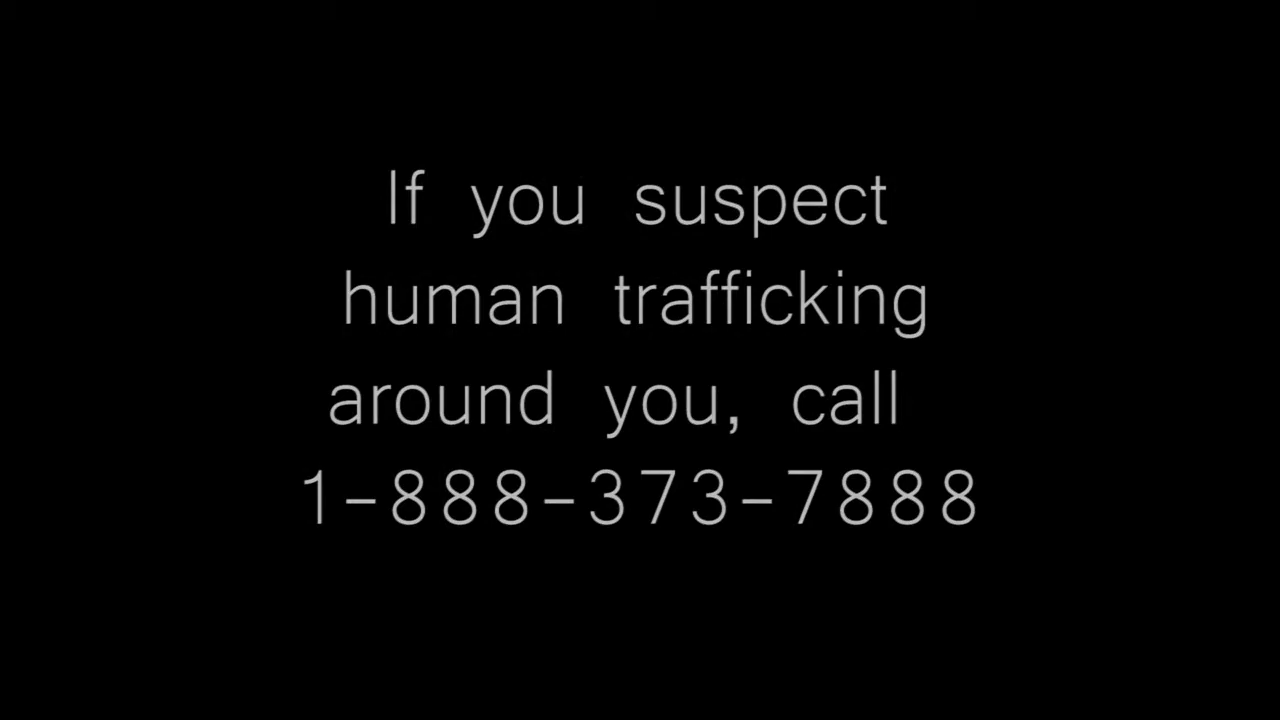 If you suspect
human trafficking
around you, call
1-888-373-7888